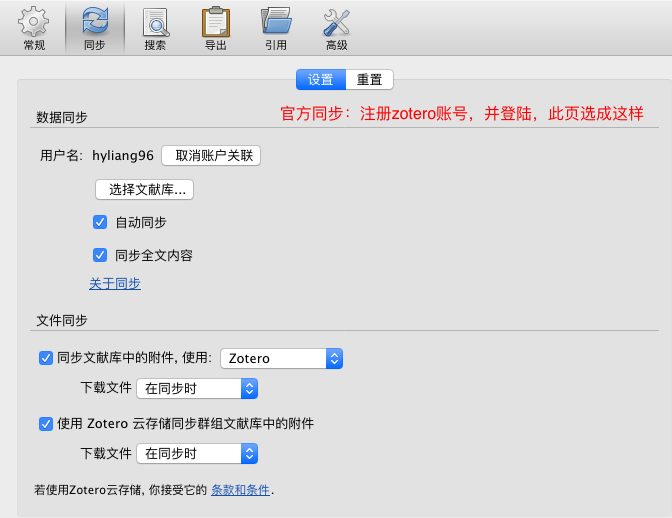 常规 同步 搜索 导出 引用 高级
设置 重置
官方同步：注册zotero账号，并登陆，此页选成这样
数据同步
用户名: hyliang96 取消账户关联
选择文献库...
自动同步
同步全文内容
关于同步
文件同步
同步文献库中的附件, 使用: Zotero
下载文件 在同步时
使用 Zotero 云存储同步群组文献库中的附件
下载文件 在同步时
若使用Zotero云存储, 你接受它的 条款和条件.